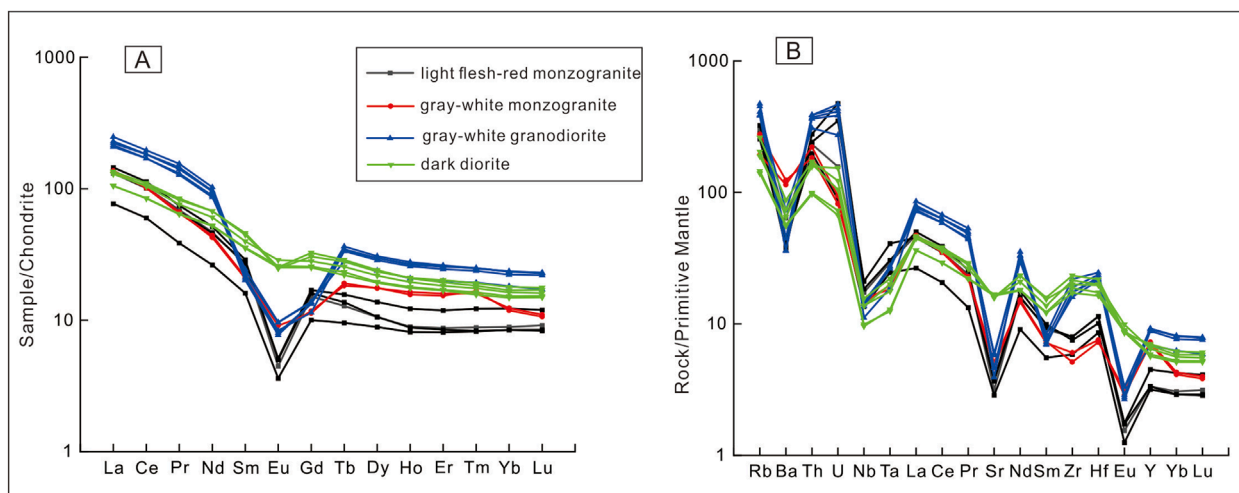 A
B
1000
100
10
1
Sample/Chondrite
light flesh-red monzogranite
gray-white monzogranite
gray-white granodiorite
dark diorite
La Ce Pr Nd Sm Eu Gd Tb Dy Ho Er Tm Yb Lu
1000
100
10
1
Rock/Primitive Mantle
Rb Ba Th U Nb Ta La Ce Pr Sr Nd Sm Zr Hf Eu Y Yb Lu